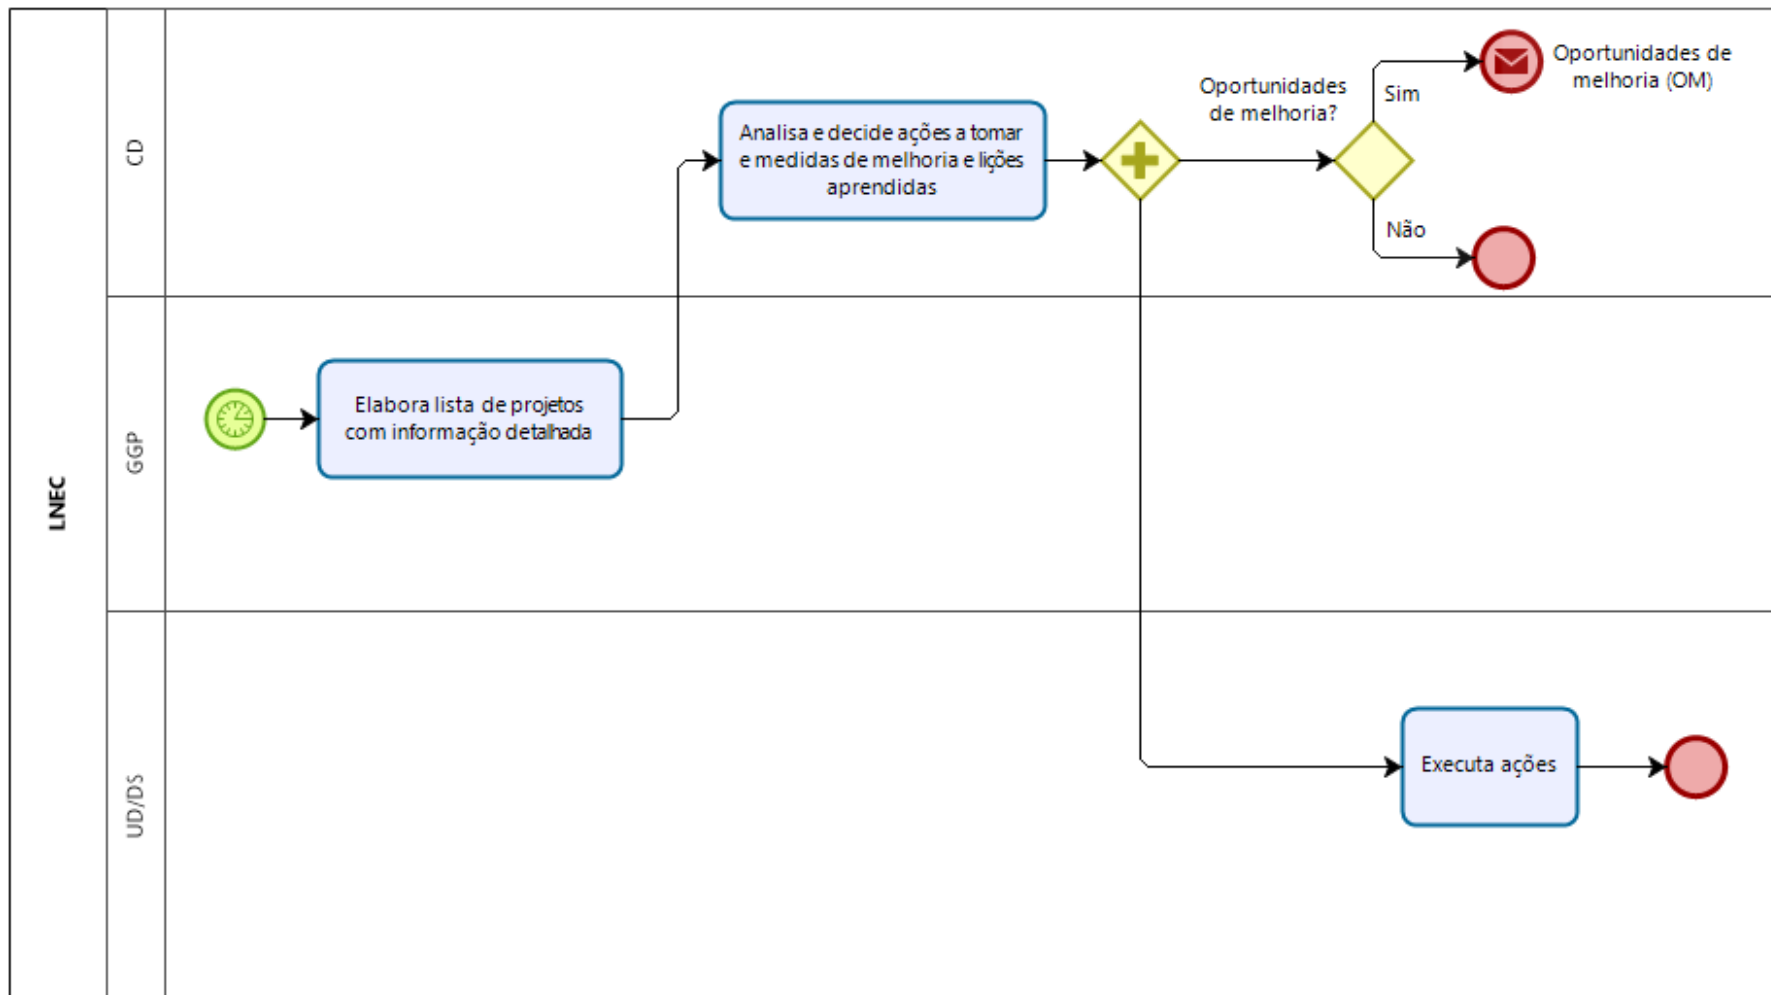 LNEC
CD
Analisa e decide ações a tomar
e medidas de melhoria e lições
aprendidas
Oportunidades
de melhoria?
Sim
Oportunidades de
melhoria (OM)
Não
GGP
Elabora lista de projetos
com informação detalhada
UD/DS
Executa ações